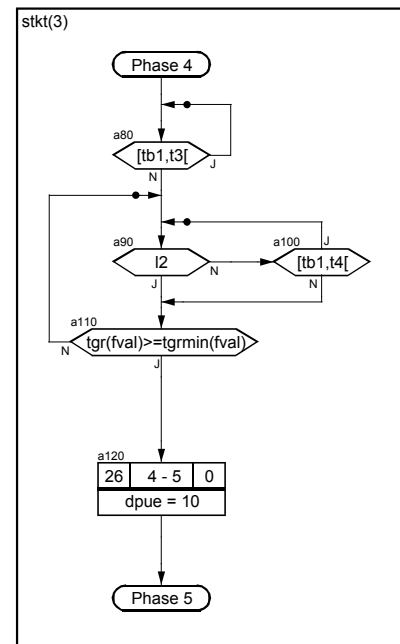 stkt(3)
Phase 4
a80
[tb1,t3[
J
N
a90
I2
N
J
a100
J
[tb1,t4[
N
a110
tgr(fval)>=tgrmin(fval)
N
J
a120
26 4 - 5 0
dpue = 10
Phase 5